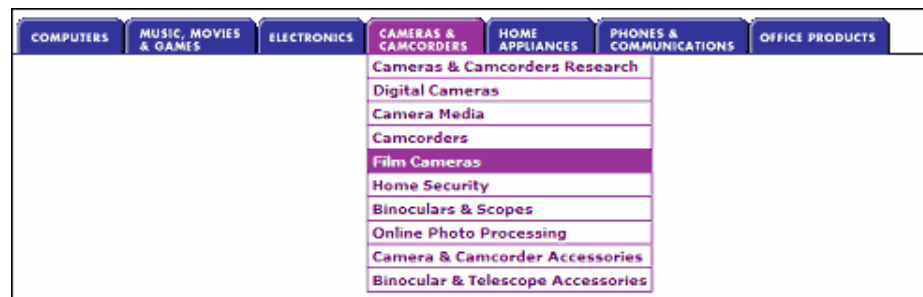 COMPUTERS
MUSIC, MOVIES
& GAMES
ELECTRONICS
CAMERAS &
CAMCORDERS
HOME
APPLIANCES
PHONES &
COMMUNICATIONS
OFFICE PRODUCTS
Cameras & Camcorders Research
Digital Cameras
Camera Media
Camcorders
Film Cameras
Home Security
Binoculars & Scopes
Online Photo Processing
Camera & Camcorder Accessories
Binocular & Telescope Accessories